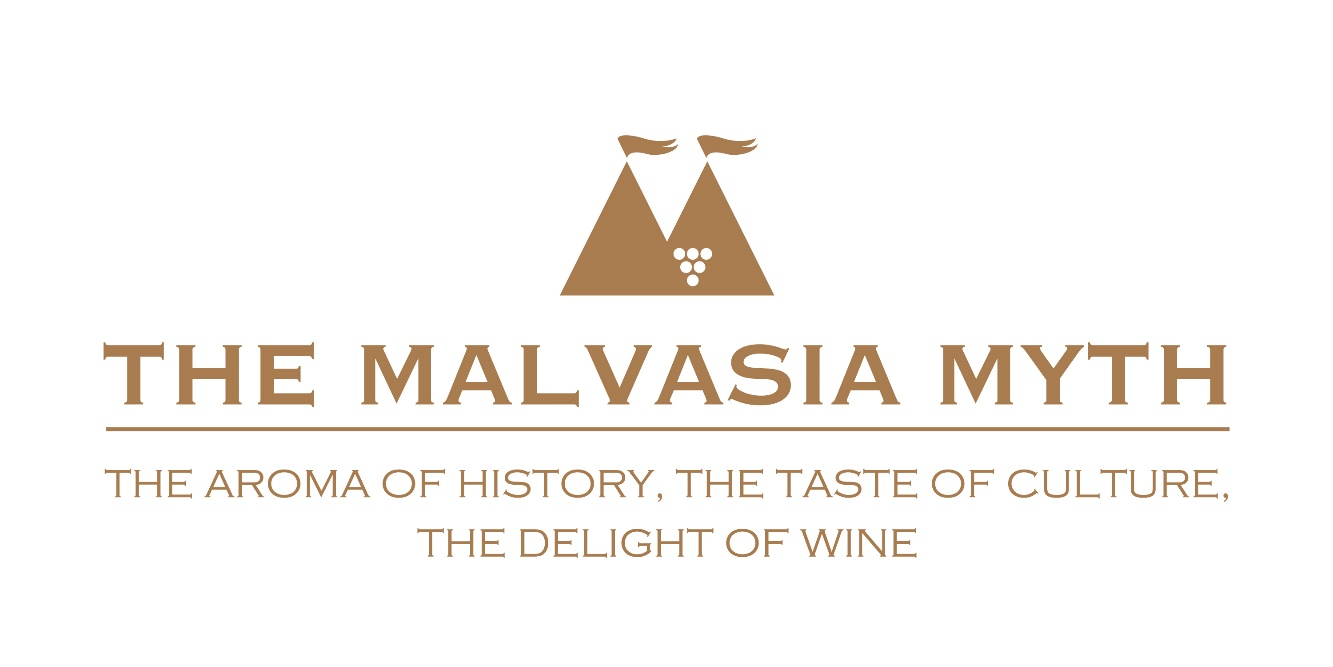 THE MALVASIA MYTH
THE AROMA OF HISTORY, THE TASTE OF CULTURE,
THE DELIGHT OF WINE